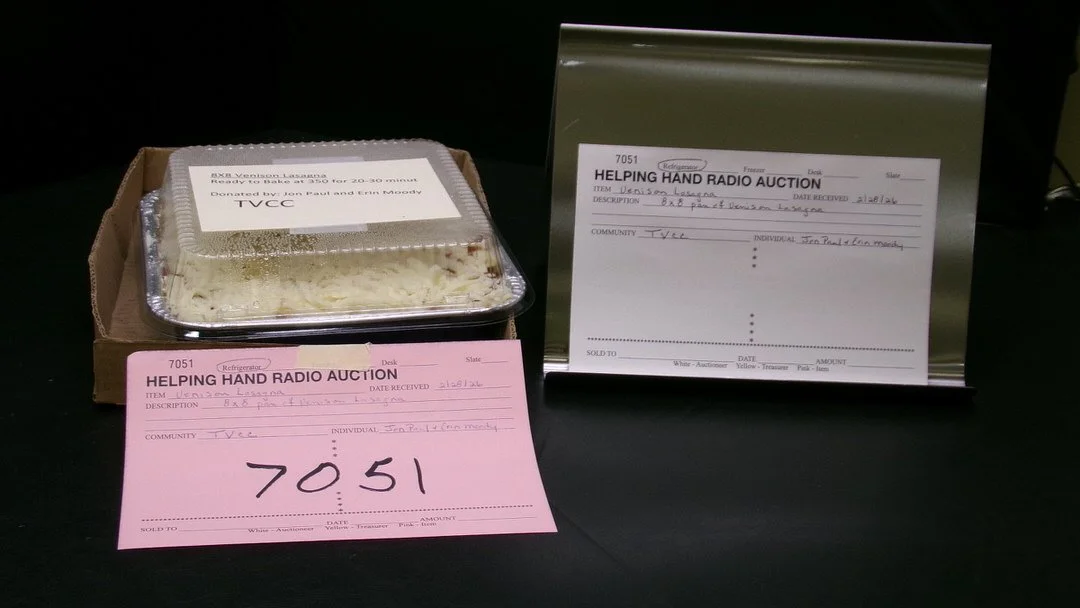 8X8 Venison Lasagna
Ready to Bake at 350 for 20-30 minut
Donated by: Jon Paul and Erin Moody
TVCC
7051
Refrigerator Desk Slate
HELPING HAND RADIO AUCTION
ITEM Venison Lasagna DATE RECEIVED 2/28/26
DESCRIPTION 8x8 pan of Venison Lasagna
COMMUNITY TVCC INDIVIDUAL Jon Paul & Erin Moody
7051
SOLD TO DATE AMOUNT
White - Auctioneer Yellow - Treasurer Pink - Item
7051
Refrigerator Freezer Desk Slate
HELPING HAND RADIO AUCTION
ITEM Venison Lasagna DATE RECEIVED 2/28/26
DESCRIPTION 8x8 pan of Venison Lasagna
COMMUNITY TVCC INDIVIDUAL Jon Paul & Erin Moody
SOLD TO DATE AMOUNT
White - Auctioneer Yellow - Treasurer Pink - Item